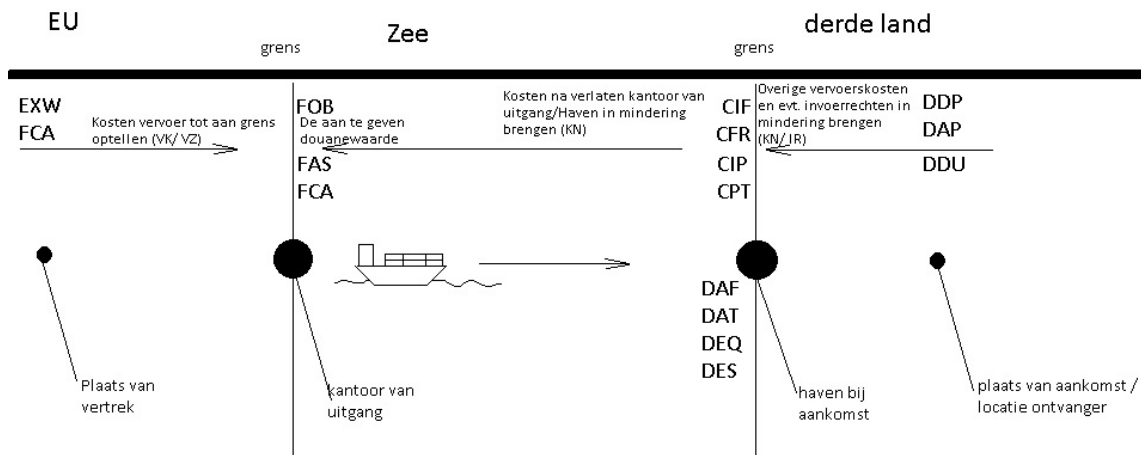 EU
Zee
derde land
grens
grens
EXW
FCA
Kosten vervoer tot aan grens
optellen (VK/ VZ)
FOB
De aan te geven
douanewaarde
FAS
FCA
Kosten na verlaten kantoor van
uitgang/Haven in mindering
brengen (KN)
CIF
CFR
CIP
CPT
Overige vervoerskosten
en evt. invoerrechten in
mindering brengen
(KN/ IR)
DDP
DAP
DDU
DAF
DAT
DEQ
DES
Plaats van
vertrek
kantoor van
uitgang
haven bij
aankomst
plaats van aankomst /
locatie ontvanger